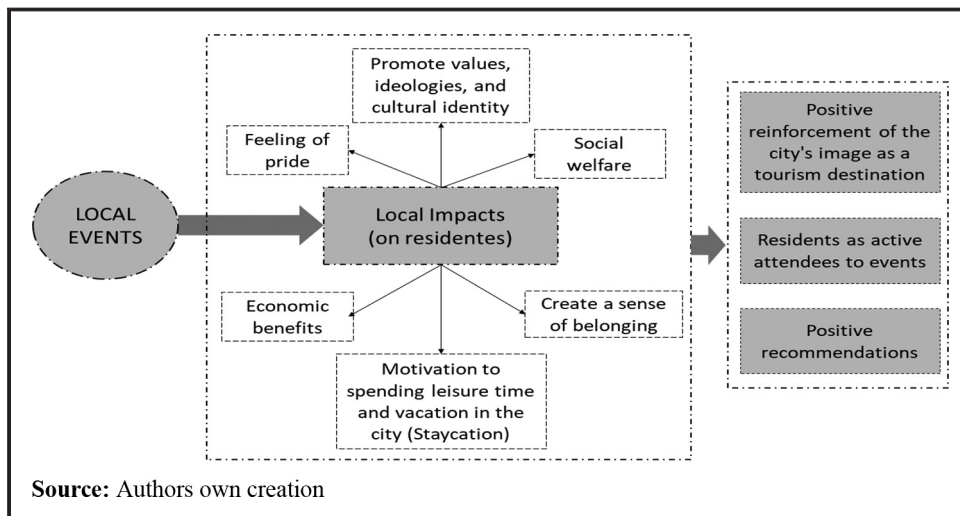 LOCAL
EVENTS
Promote values,
ideologies, and
cultural identity
Feeling of
pride
Social
welfare
Local Impacts
(on residentes)
Economic
benefits
Create a sense
of belonging
Motivation to
spending leisure time
and vacation in the
city (Staycation)
Positive
reinforcement of the
city's image as a
tourism destination
Residents as active
attendees to events
Positive
recommendations
Source: Authors own creation